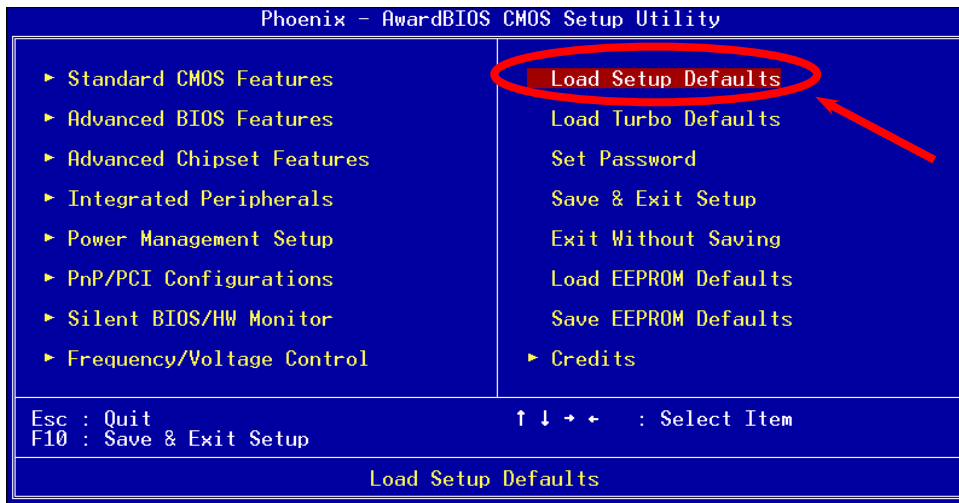 Phoenix - AwardBIOS CMOS Setup Utility
► Standard CMOS Features
► Advanced BIOS Features
► Advanced Chipset Features
► Integrated Peripherals
► Power Management Setup
► PnP/PCI Configurations
► Silent BIOS/HW Monitor
► Frequency/Voltage Control
Load Setup Defaults
Load Turbo Defaults
Set Password
Save & Exit Setup
Exit Without Saving
Load EEPROM Defaults
Save EEPROM Defaults
► Credits
Esc : Quit
F10 : Save & Exit Setup
↑ ↓ → ← : Select Item
Load Setup Defaults